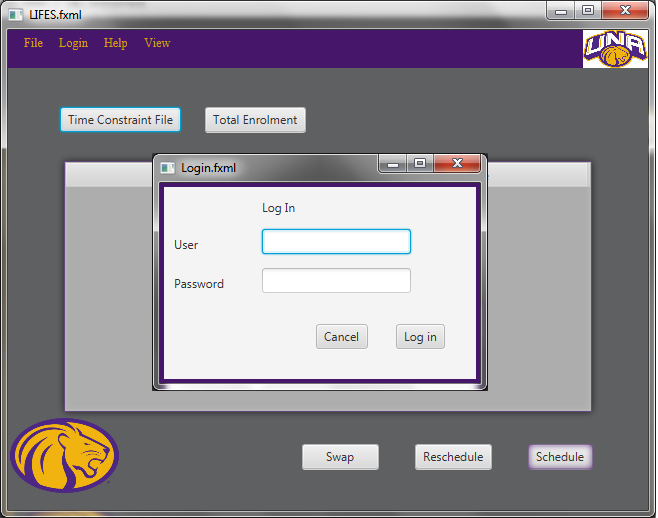 LIFES.fxml
File Login Help View
UNA
Time Constraint File Total Enrolment
Login.fxml
Log In
User
Password
Cancel Log in
Swap Reschedule Schedule